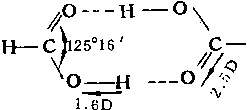 O --- H — O
H—C 125°16′ C—
O—H --- O
1.6D 2.5D